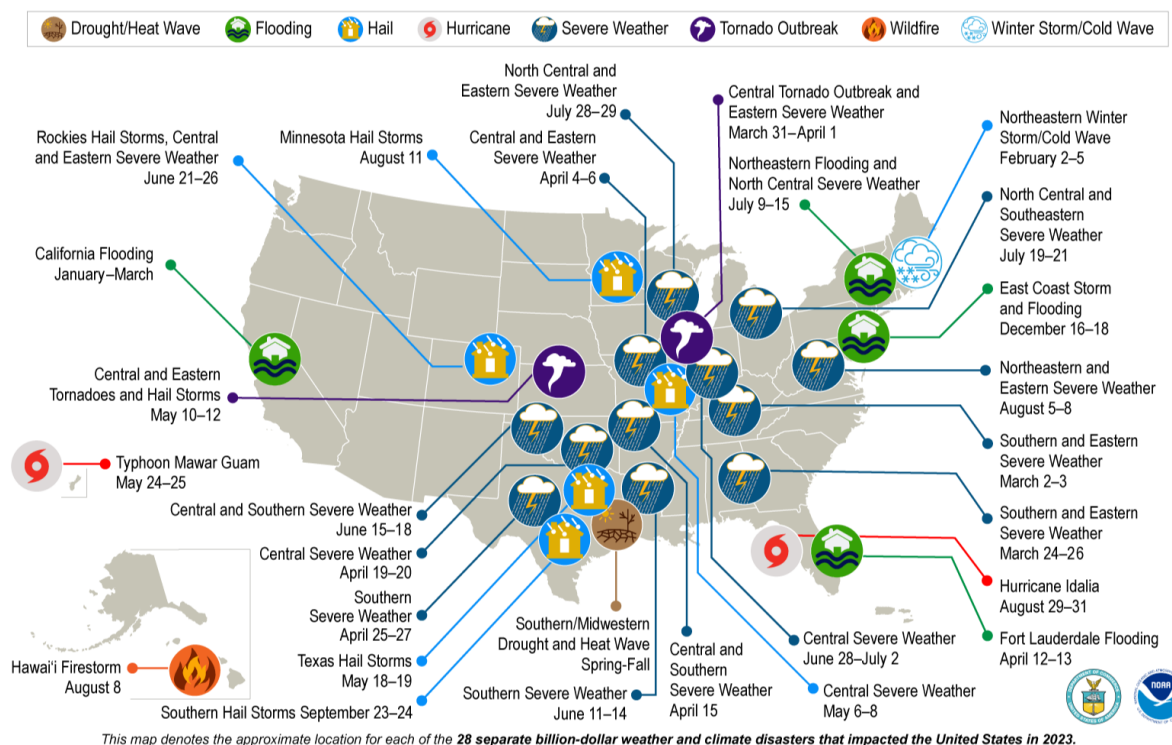 Drought/Heat Wave
Flooding
Hail
Hurricane
Severe Weather
Tornado Outbreak
Wildfire
Winter Storm/Cold Wave
North Central and
Eastern Severe Weather
July 28–29
Central Tornado Outbreak and
Eastern Severe Weather
March 31–April 1
Northeastern Winter
Storm/Cold Wave
February 2–5
Rockies Hail Storms, Central
and Eastern Severe Weather
June 21–26
Minnesota Hail Storms
August 11
Central and Eastern
Severe Weather
April 4–6
Northeastern Flooding and
North Central Severe Weather
July 9–15
North Central and
Southeastern
Severe Weather
July 19–21
California Flooding
January–March
East Coast Storm
and Flooding
December 16–18
Central and Eastern
Tornadoes and Hail Storms
May 10–12
Northeastern and
Eastern Severe Weather
August 5–8
Typhoon Mawar Guam
May 24–25
Southern and Eastern
Severe Weather
March 2–3
Central and Southern Severe Weather
June 15–18
Southern and Eastern
Severe Weather
March 24–26
Central Severe Weather
April 19–20
Hurricane Idalia
August 29–31
Southern
Severe Weather
April 25–27
Southern/Midwestern
Drought and Heat Wave
Spring-Fall
Central and
Southern
Severe Weather
April 15
Central Severe Weather
June 28–July 2
Fort Lauderdale Flooding
April 12–13
Hawai‘i Firestorm
August 8
Texas Hail Storms
May 18–19
Southern Severe Weather
June 11–14
Central Severe Weather
May 6–8
Southern Hail Storms September 23–24
NOAA
This map denotes the approximate location for each of the 28 separate billion-dollar weather and climate disasters that impacted the United States in 2023.